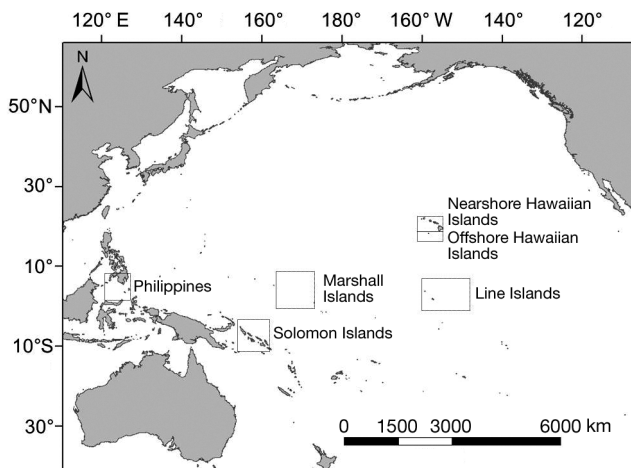 120° E 140° 160° 180° 160° W 140° 120°
N
50°N
30°
10°
10°S
30°
Nearshore Hawaiian
Islands
Offshore Hawaiian
Islands
Philippines
Marshall
Islands
Line Islands
Solomon Islands
0 1500 3000 6000 km